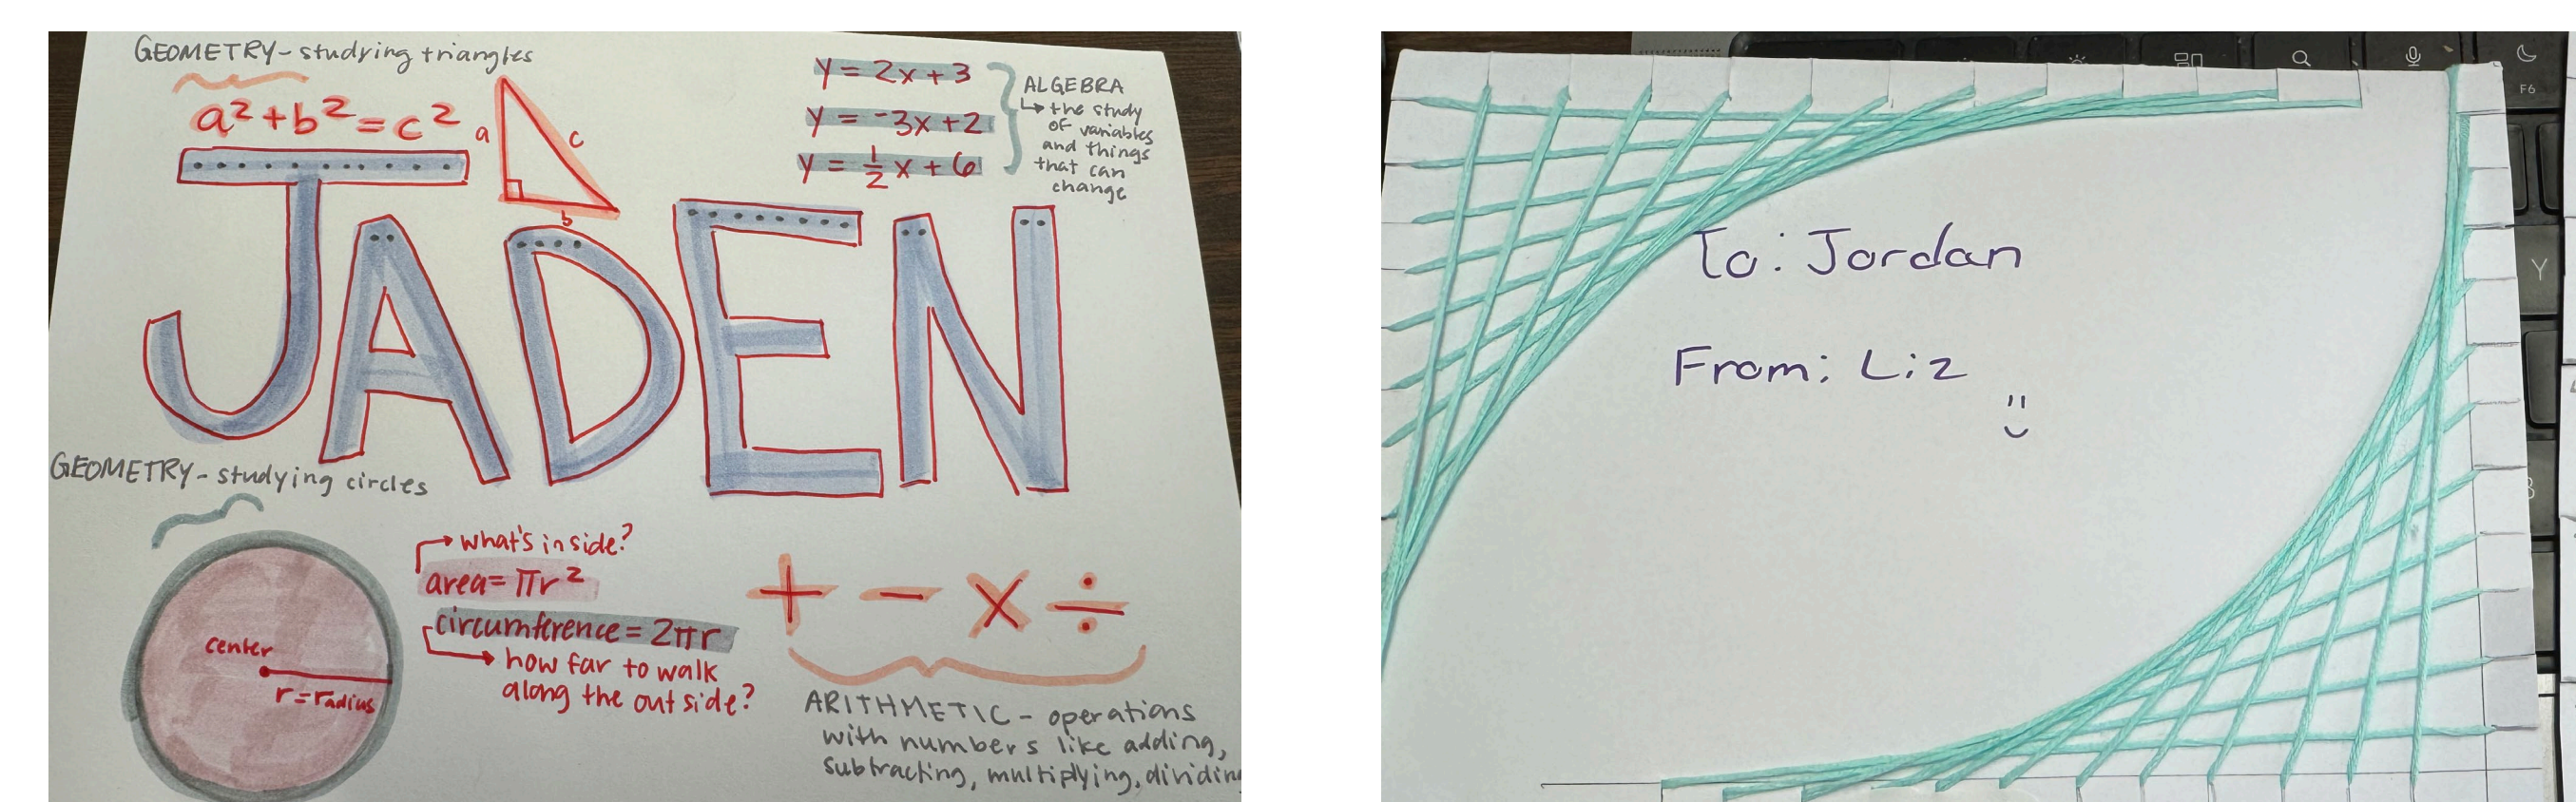 GEOMETRY - studying triangles
a² + b² = c²
a
c
b
y = 2x + 3
y = -3x + 2
y = 1/2 x + 6
ALGEBRA
↳ the study
of variables
and things
that can
change
JADEN
GEOMETRY - studying circles
center
r = radius
what's inside?
area = πr²
circumference = 2πr
how far to walk
along the outside?
+ - × ÷
ARITHMETIC - operations
with numbers like adding,
subtracting, multiplying, dividing
To: Jordan
From: Liz
F6
Y